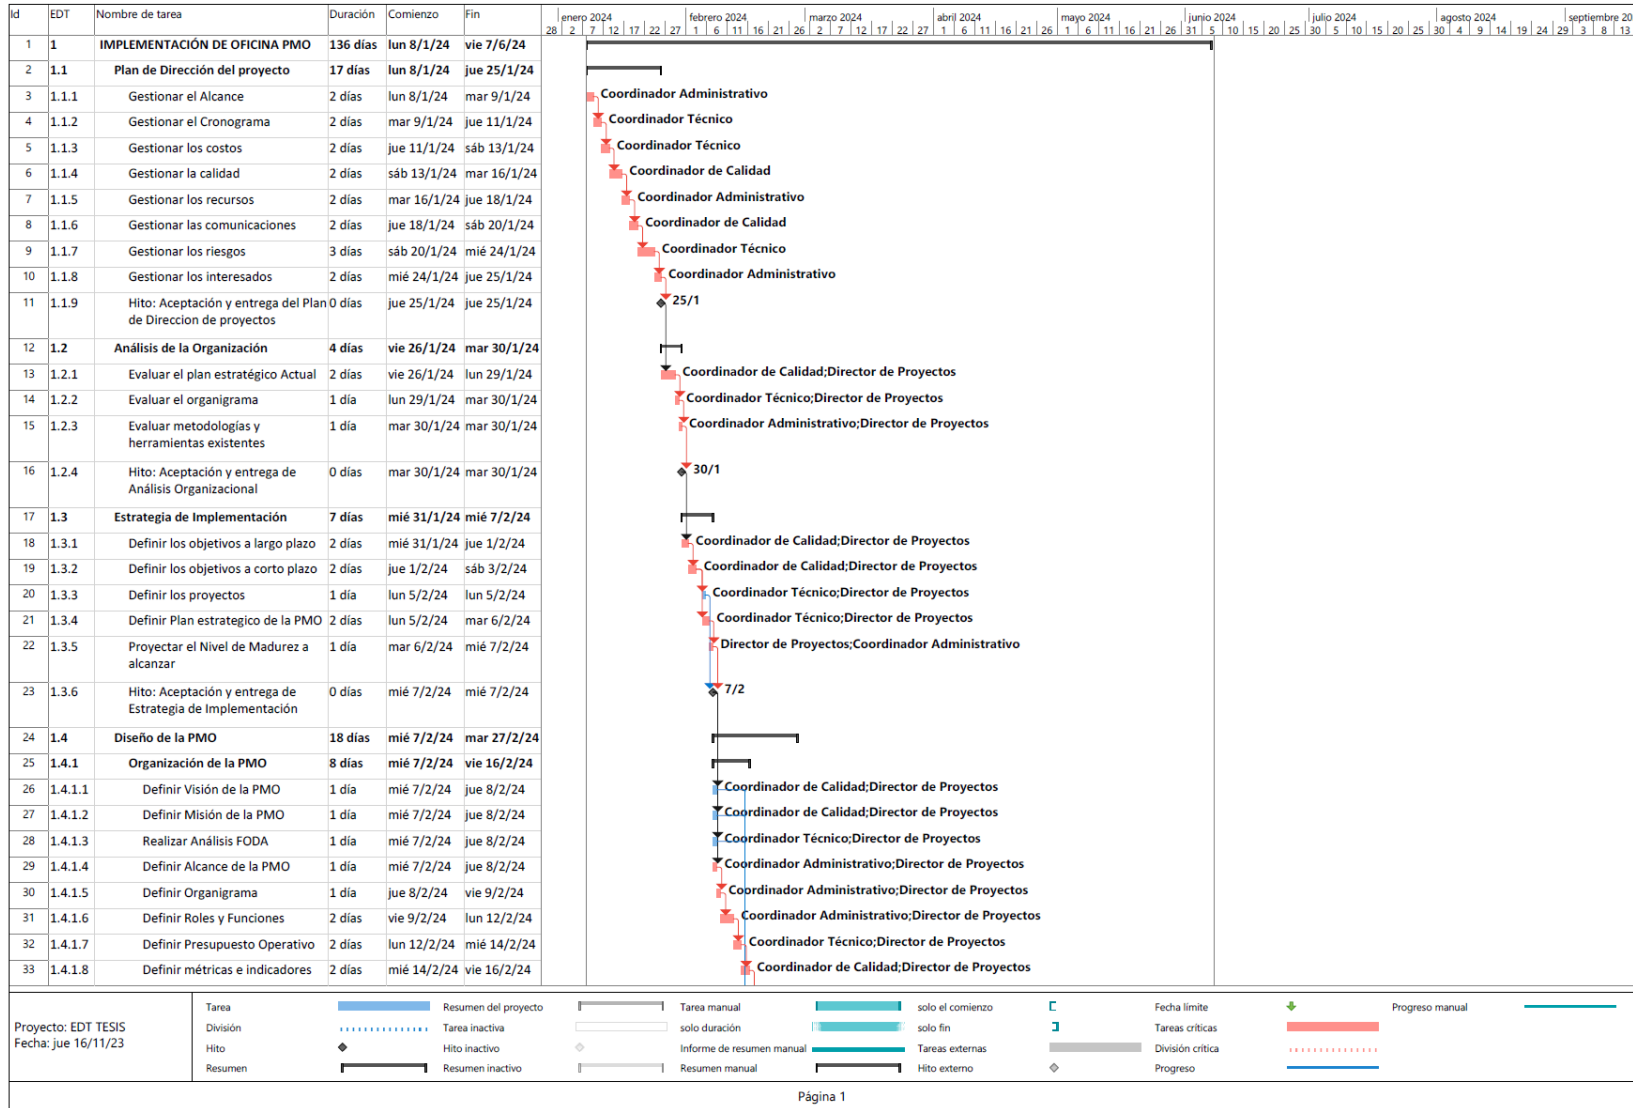 Id EDT Nombre de tarea Duración Comienzo Fin
enero 2024 febrero 2024 marzo 2024 abril 2024 mayo 2024 junio 2024 julio 2024 agosto 2024 septiembre 20
28 2 7 12 17 22 27 1 6 11 16 21 26 2 7 12 17 22 27 1 6 11 16 21 26 1 6 11 16 21 26 31 5 10 15 20 25 30 5 10 15 20 25 30 4 9 14 19 24 29 3 8 13
1 1 IMPLEMENTACIÓN DE OFICINA PMO 136 días lun 8/1/24 vie 7/6/24
2 1.1 Plan de Dirección del proyecto 17 días lun 8/1/24 jue 25/1/24
3 1.1.1 Gestionar el Alcance 2 días lun 8/1/24 mar 9/1/24 Coordinador Administrativo
4 1.1.2 Gestionar el Cronograma 2 días mar 9/1/24 jue 11/1/24 Coordinador Técnico
5 1.1.3 Gestionar los costos 2 días jue 11/1/24 sáb 13/1/24 Coordinador Técnico
6 1.1.4 Gestionar la calidad 2 días sáb 13/1/24 mar 16/1/24 Coordinador de Calidad
7 1.1.5 Gestionar los recursos 2 días mar 16/1/24 jue 18/1/24 Coordinador Administrativo
8 1.1.6 Gestionar las comunicaciones 2 días jue 18/1/24 sáb 20/1/24 Coordinador de Calidad
9 1.1.7 Gestionar los riesgos 3 días sáb 20/1/24 mié 24/1/24 Coordinador Técnico
10 1.1.8 Gestionar los interesados 2 días mié 24/1/24 jue 25/1/24 Coordinador Administrativo
11 1.1.9 Hito: Aceptación y entrega del Plan 0 días jue 25/1/24 jue 25/1/24 25/1
de Direccion de proyectos
12 1.2 Análisis de la Organización 4 días vie 26/1/24 mar 30/1/24
13 1.2.1 Evaluar el plan estratégico Actual 2 días vie 26/1/24 lun 29/1/24 Coordinador de Calidad;Director de Proyectos
14 1.2.2 Evaluar el organigrama 1 día lun 29/1/24 mar 30/1/24 Coordinador Técnico;Director de Proyectos
15 1.2.3 Evaluar metodologías y 1 día mar 30/1/24 mar 30/1/24 Coordinador Administrativo;Director de Proyectos
herramientas existentes
16 1.2.4 Hito: Aceptación y entrega de 0 días mar 30/1/24 mar 30/1/24 30/1
Análisis Organizacional
17 1.3 Estrategia de Implementación 7 días mié 31/1/24 mié 7/2/24
18 1.3.1 Definir los objetivos a largo plazo 2 días mié 31/1/24 jue 1/2/24 Coordinador de Calidad;Director de Proyectos
19 1.3.2 Definir los objetivos a corto plazo 2 días jue 1/2/24 sáb 3/2/24 Coordinador de Calidad;Director de Proyectos
20 1.3.3 Definir los proyectos 1 día lun 5/2/24 lun 5/2/24 Coordinador Técnico;Director de Proyectos
21 1.3.4 Definir Plan estrategico de la PMO 2 días lun 5/2/24 mar 6/2/24 Coordinador Técnico;Director de Proyectos
22 1.3.5 Proyectar el Nivel de Madurez a 1 día mar 6/2/24 mié 7/2/24 Director de Proyectos;Coordinador Administrativo
alcanzar
23 1.3.6 Hito: Aceptación y entrega de 0 días mié 7/2/24 mié 7/2/24 7/2
Estrategia de Implementación
24 1.4 Diseño de la PMO 18 días mié 7/2/24 mar 27/2/24
25 1.4.1 Organización de la PMO 8 días mié 7/2/24 vie 16/2/24
26 1.4.1.1 Definir Visión de la PMO 1 día mié 7/2/24 jue 8/2/24 Coordinador de Calidad;Director de Proyectos
27 1.4.1.2 Definir Misión de la PMO 1 día mié 7/2/24 jue 8/2/24 Coordinador de Calidad;Director de Proyectos
28 1.4.1.3 Realizar Análisis FODA 1 día mié 7/2/24 jue 8/2/24 Coordinador Técnico;Director de Proyectos
29 1.4.1.4 Definir Alcance de la PMO 1 día mié 7/2/24 jue 8/2/24 Coordinador Administrativo;Director de Proyectos
30 1.4.1.5 Definir Organigrama 1 día jue 8/2/24 vie 9/2/24 Coordinador Administrativo;Director de Proyectos
31 1.4.1.6 Definir Roles y Funciones 2 días vie 9/2/24 lun 12/2/24 Coordinador Administrativo;Director de Proyectos
32 1.4.1.7 Definir Presupuesto Operativo 2 días lun 12/2/24 mié 14/2/24 Coordinador Técnico;Director de Proyectos
33 1.4.1.8 Definir métricas e indicadores 2 días mié 14/2/24 vie 16/2/24 Coordinador de Calidad;Director de Proyectos
Proyecto: EDT TESIS
Fecha: jue 16/11/23
Tarea Resumen del proyecto Tarea manual solo el comienzo Fecha límite Progreso manual
División Tarea inactiva solo duración solo fin Tareas críticas
Hito Hito inactivo Informe de resumen manual Tareas externas División crítica
Resumen Resumen inactivo Resumen manual Hito externo Progreso
Página 1